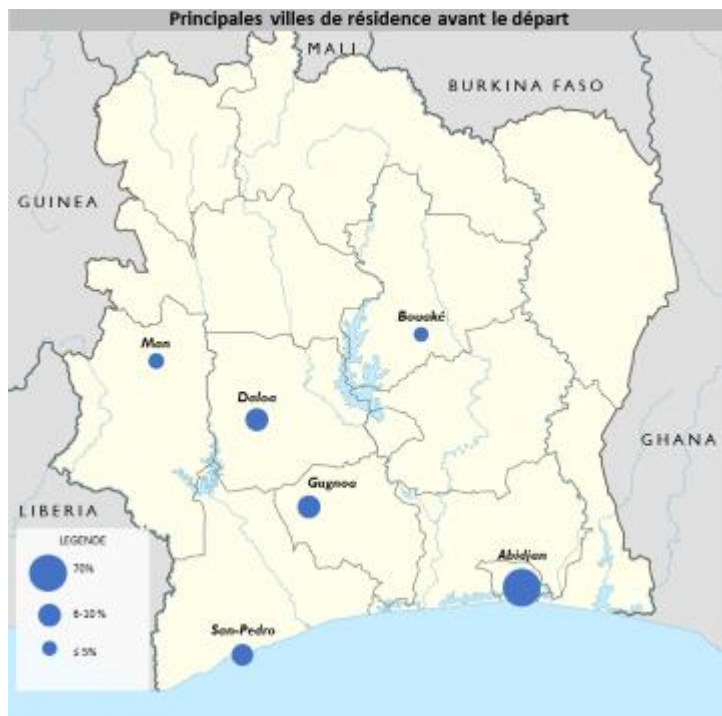 Principales villes de résidence avant le départ
MALI
BURKINA FASO
GUINEA
Bouaké
Man
Daloa
GHANA
Gagnoa
LIBERIA
LEGENDE
Abidjan
70%
6-10%
San-Pedro
≤ 5%